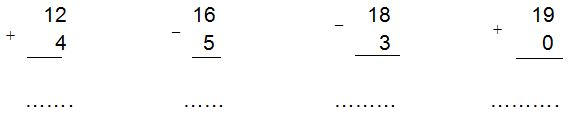 12 16 18 19
+ − − +
4 5 3 0
....... ...... ......... ..........